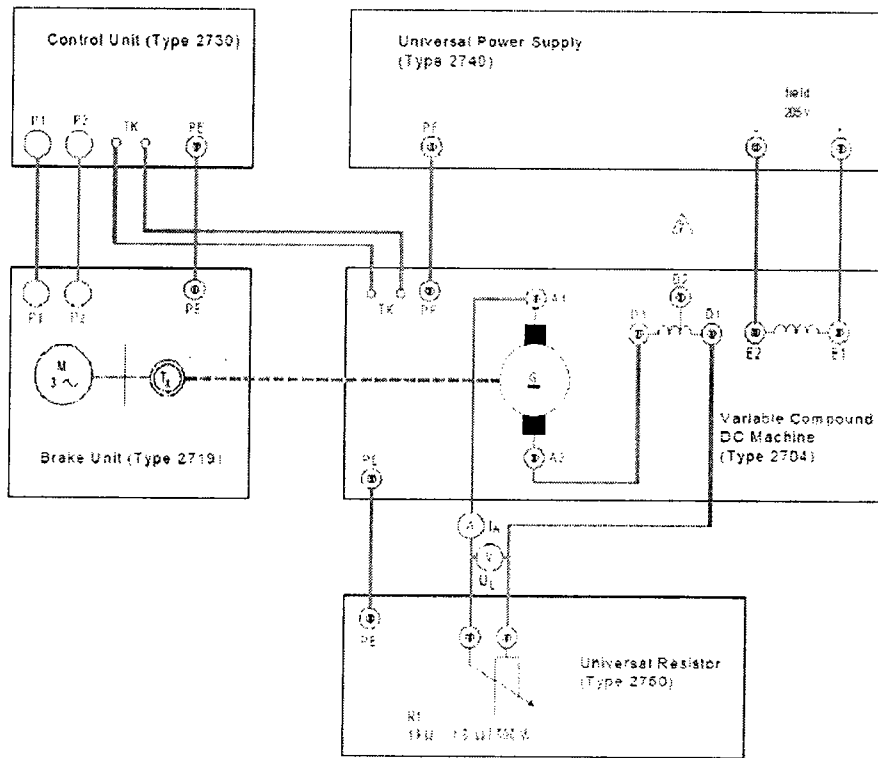 Control Unit (Type 2730)
P1 P2 TK PE
Universal Power Supply
(Type 2740)
field
205 V
- +
PE
P1 P2 PE
M
3 ~
Brake Unit (Type 2719)
TK PE
A1
G
A2
D2
D1
E2 E1
Variable Compound
DC Machine
(Type 2704)
PE
A IA
V
UL
PE
Universal Resistor
(Type 2750)
R1